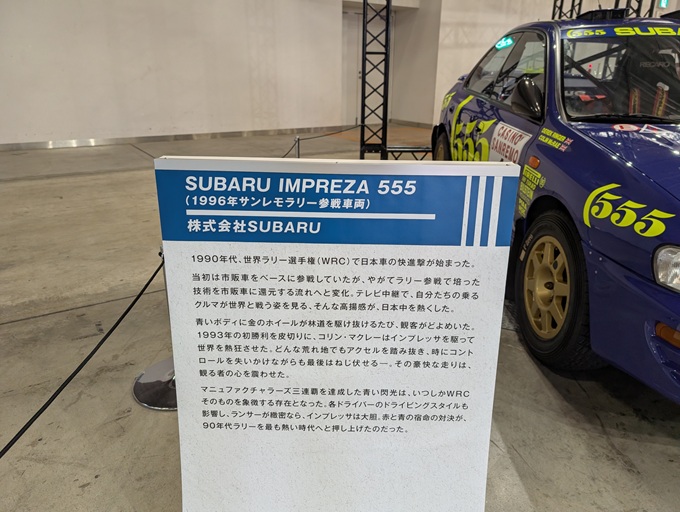 SUBARU IMPREZA 555
(1996年サンレモラリー参戦車両)
株式会社SUBARU
1990年代、世界ラリー選手権(WRC)で日本車の快進撃が始まった。
当初は市販車をベースに参戦していたが、やがてラリー参戦で培った
技術を市販車に還元する流れへと変化。テレビ中継で、自分たちの乗る
クルマが世界と戦う姿を見る、そんな高揚感が、日本中を熱くした。
青いボディに金のホイールが林道を駆け抜けるたび、観客がどよめいた。
1993年の初勝利を皮切りに、コリン・マクレーはインプレッサを駆って
世界を熱狂させた。どんな荒れ地でもアクセルを踏み抜き、時にコント
ロールを失いかけながらも最後はねじ伏せる—。その豪快な走りは、
観る者の心を震わせた。
マニュファクチャラーズ三連覇を達成した青い閃光は、いつしかWRC
そのものを象徴する存在となった。各ドライバーのドライビングスタイルも
影響し、ランサーが緻密なら、インプレッサは大胆。赤と青の宿命の対決が、
90年代ラリーを最も熱い時代へと押し上げたのだった。
555 SUBARU
RECARO
555
CASINO
SANREMO
DEREK RINGER
COLIN McRAE
PIRELLI
555